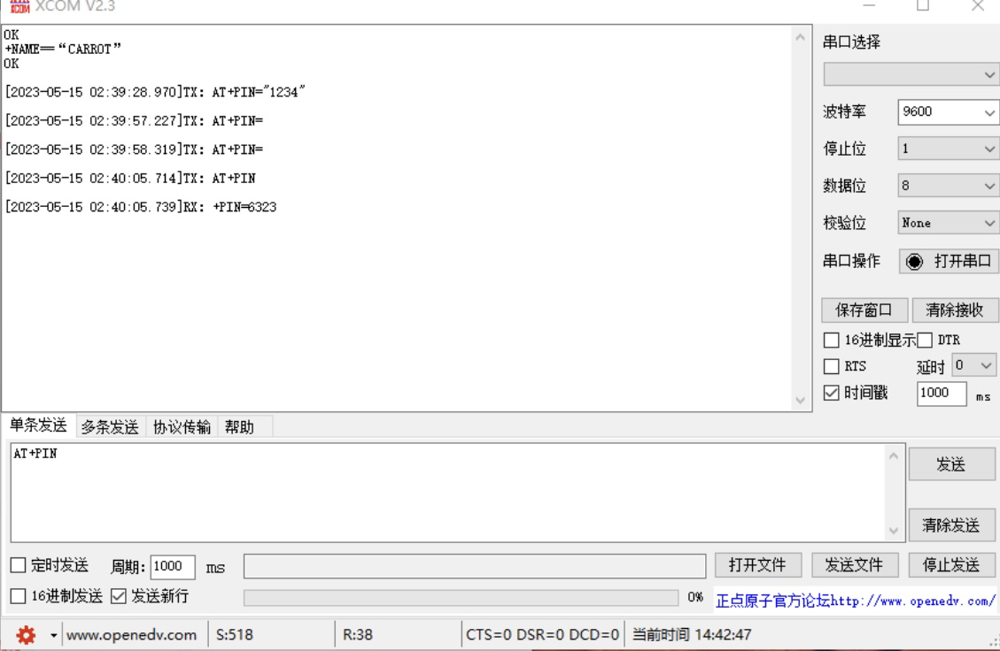 XCOM V2.3
OK
+NAME==“CARROT”
OK
[2023-05-15 02:39:28.970]TX: AT+PIN="1234"
[2023-05-15 02:39:57.227]TX: AT+PIN=
[2023-05-15 02:39:58.319]TX: AT+PIN=
[2023-05-15 02:40:05.714]TX: AT+PIN
[2023-05-15 02:40:05.739]RX: +PIN=6323
串口选择
波特率 9600
停止位 1
数据位 8
校验位 None
串口操作 打开串口
保存窗口 清除接收
16进制显示 DTR
RTS 延时 0
时间戳 1000 ms
单条发送 多条发送 协议传输 帮助
AT+PIN
发送
清除发送
定时发送 周期: 1000 ms 打开文件 发送文件 停止发送
16进制发送 发送新行 0% 正点原子官方论坛http://www.openedv.com/
www.openedv.com S:518 R:38 CTS=0 DSR=0 DCD=0 当前时间 14:42:47